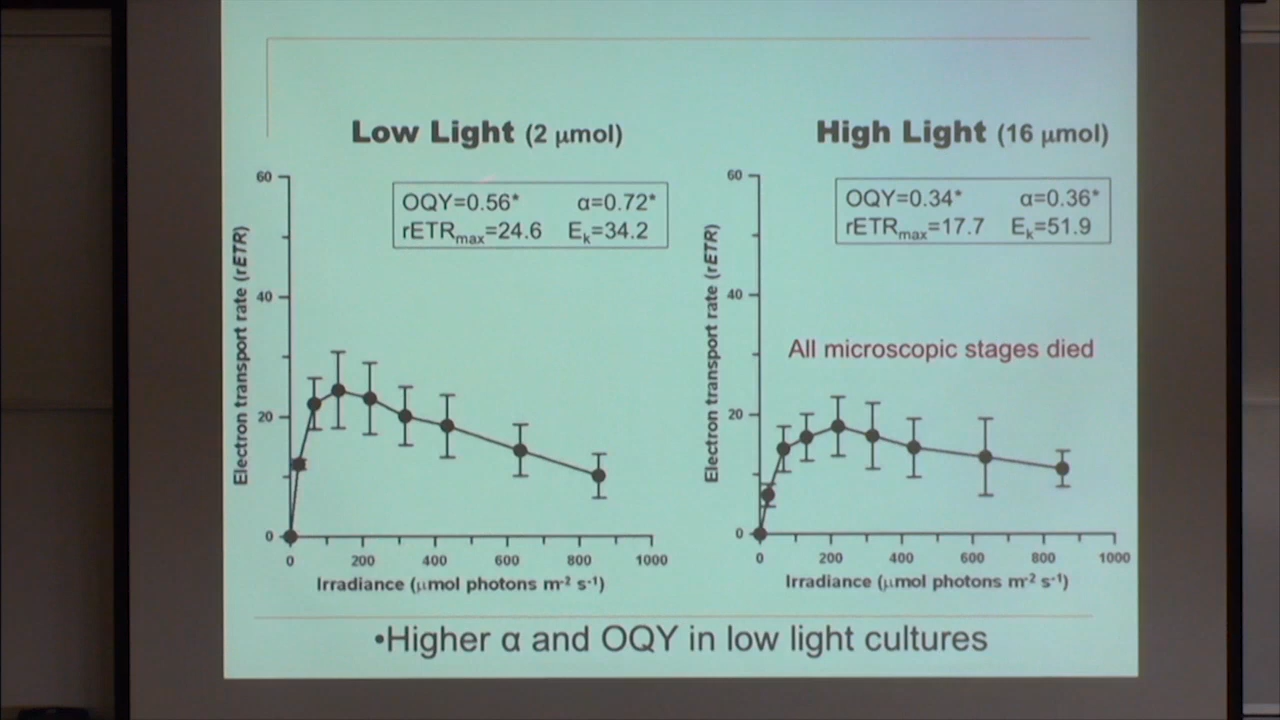 Low Light (2 μmol)
OQY=0.56* α=0.72*
rETRmax=24.6 Ek=34.2
60
40
20
0
Electron transport rate (rETR)
0 200 400 600 800 1000
Irradiance (μmol photons m-2 s-1)
High Light (16 μmol)
OQY=0.34* α=0.36*
rETRmax=17.7 Ek=51.9
All microscopic stages died
60
40
20
0
Electron transport rate (rETR)
0 200 400 600 800 1000
Irradiance (μmol photons m-2 s-1)
•Higher α and OQY in low light cultures